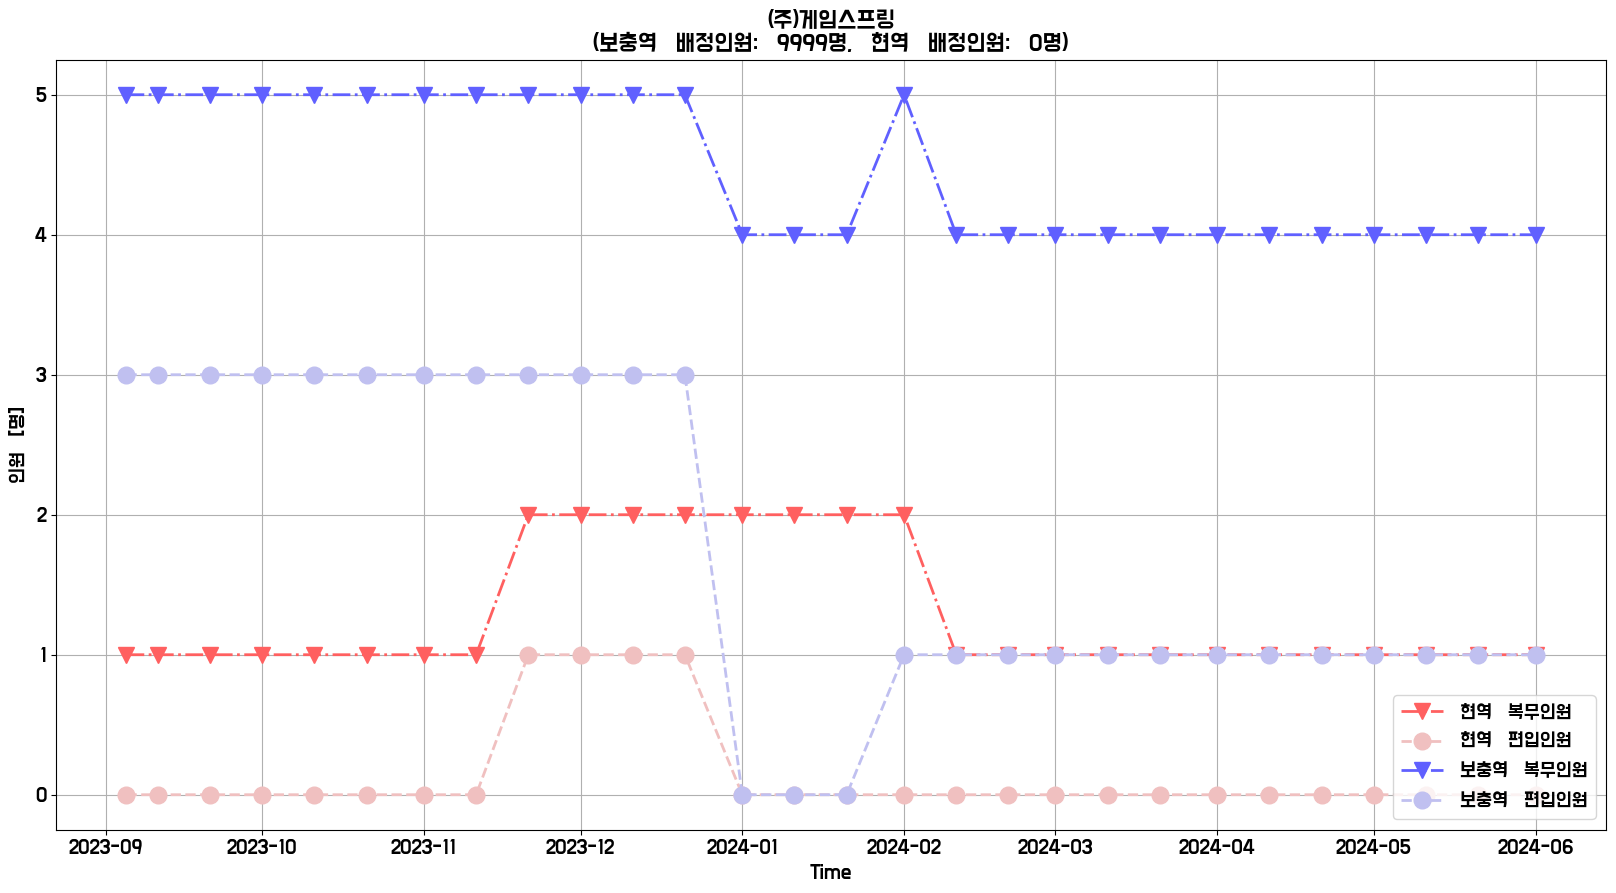 (주)게임스프링
(보충역 배정인원: 9999명, 현역 배정인원: 0명)
5
4
3
2
1
0
인원 [명]
2023-09 2023-10 2023-11 2023-12 2024-01 2024-02 2024-03 2024-04 2024-05 2024-06
Time
현역 복무인원
현역 편입인원
보충역 복무인원
보충역 편입인원